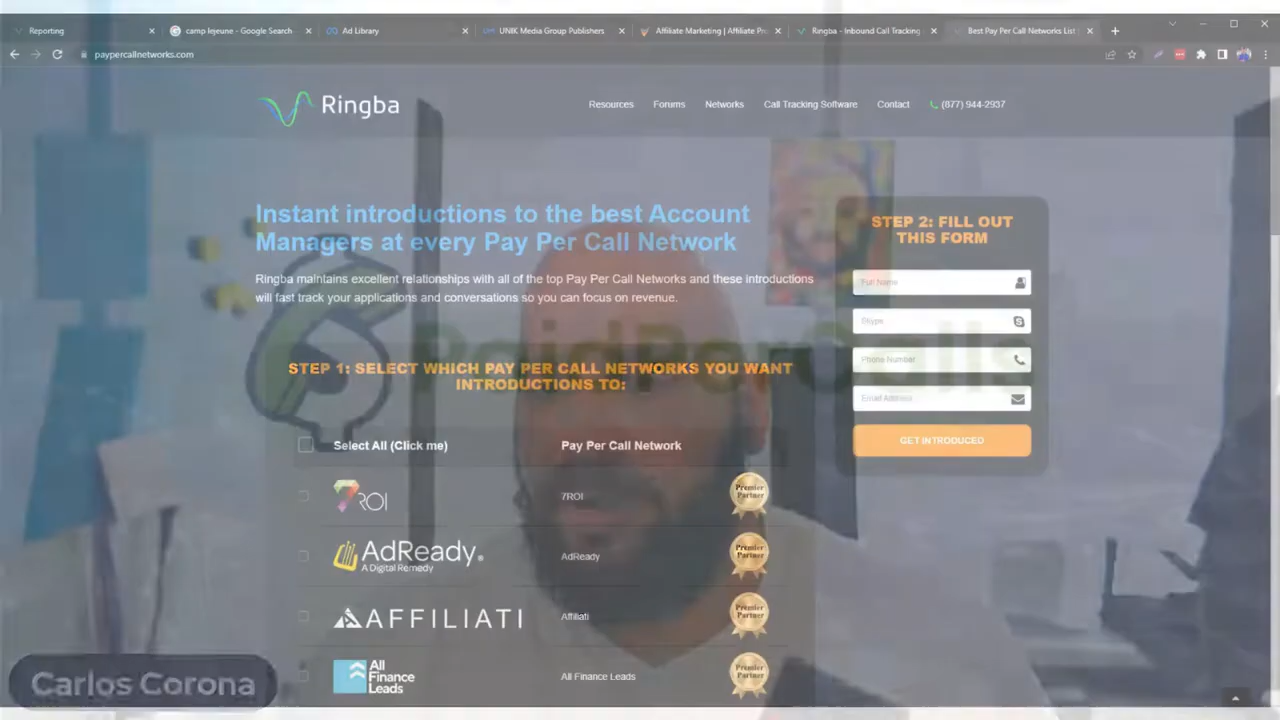 Reporting
camp lejeune - Google Search
Ad Library
UNIK Media Group Publishers
Affiliate Marketing | Affiliate Pro
Ringba - Inbound Call Tracking
Best Pay Per Call Networks List
paypercallnetworks.com
Ringba
Resources
Forums
Networks
Call Tracking Software
Contact
(877) 944-2937
Instant introductions to the best Account
Managers at every Pay Per Call Network
Ringba maintains excellent relationships with all of the top Pay Per Call Networks and these introductions
will fast track your applications and conversations so you can focus on revenue.
STEP 2: FILL OUT
THIS FORM
Full Name
Skype
Phone Number
Email Address
GET INTRODUCED
PaidPerCalls
STEP 1: SELECT WHICH PAY PER CALL NETWORKS YOU WANT
INTRODUCTIONS TO:
Select All (Click me)
Pay Per Call Network
7ROI
7ROI
Premier
Partner
AdReady
A Digital Remedy
AdReady
Premier
Partner
AFFILIATI
Affiliati
Premier
Partner
All
Finance
Leads
All Finance Leads
Premier
Partner
Carlos Corona